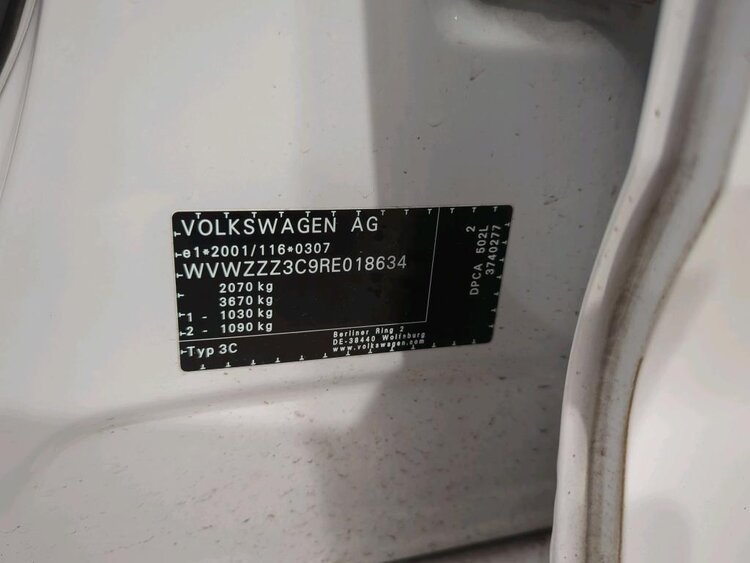 VOLKSWAGEN AG
e1*2001/116*0307
WVWZZZ3C9RE018634
2070 kg
3670 kg
1 - 1030 kg
2 - 1090 kg
Typ 3C
Berliner Ring 2
DE-38440 Wolfsburg
www.volkswagen.com
2
DPCA 502L
3740277